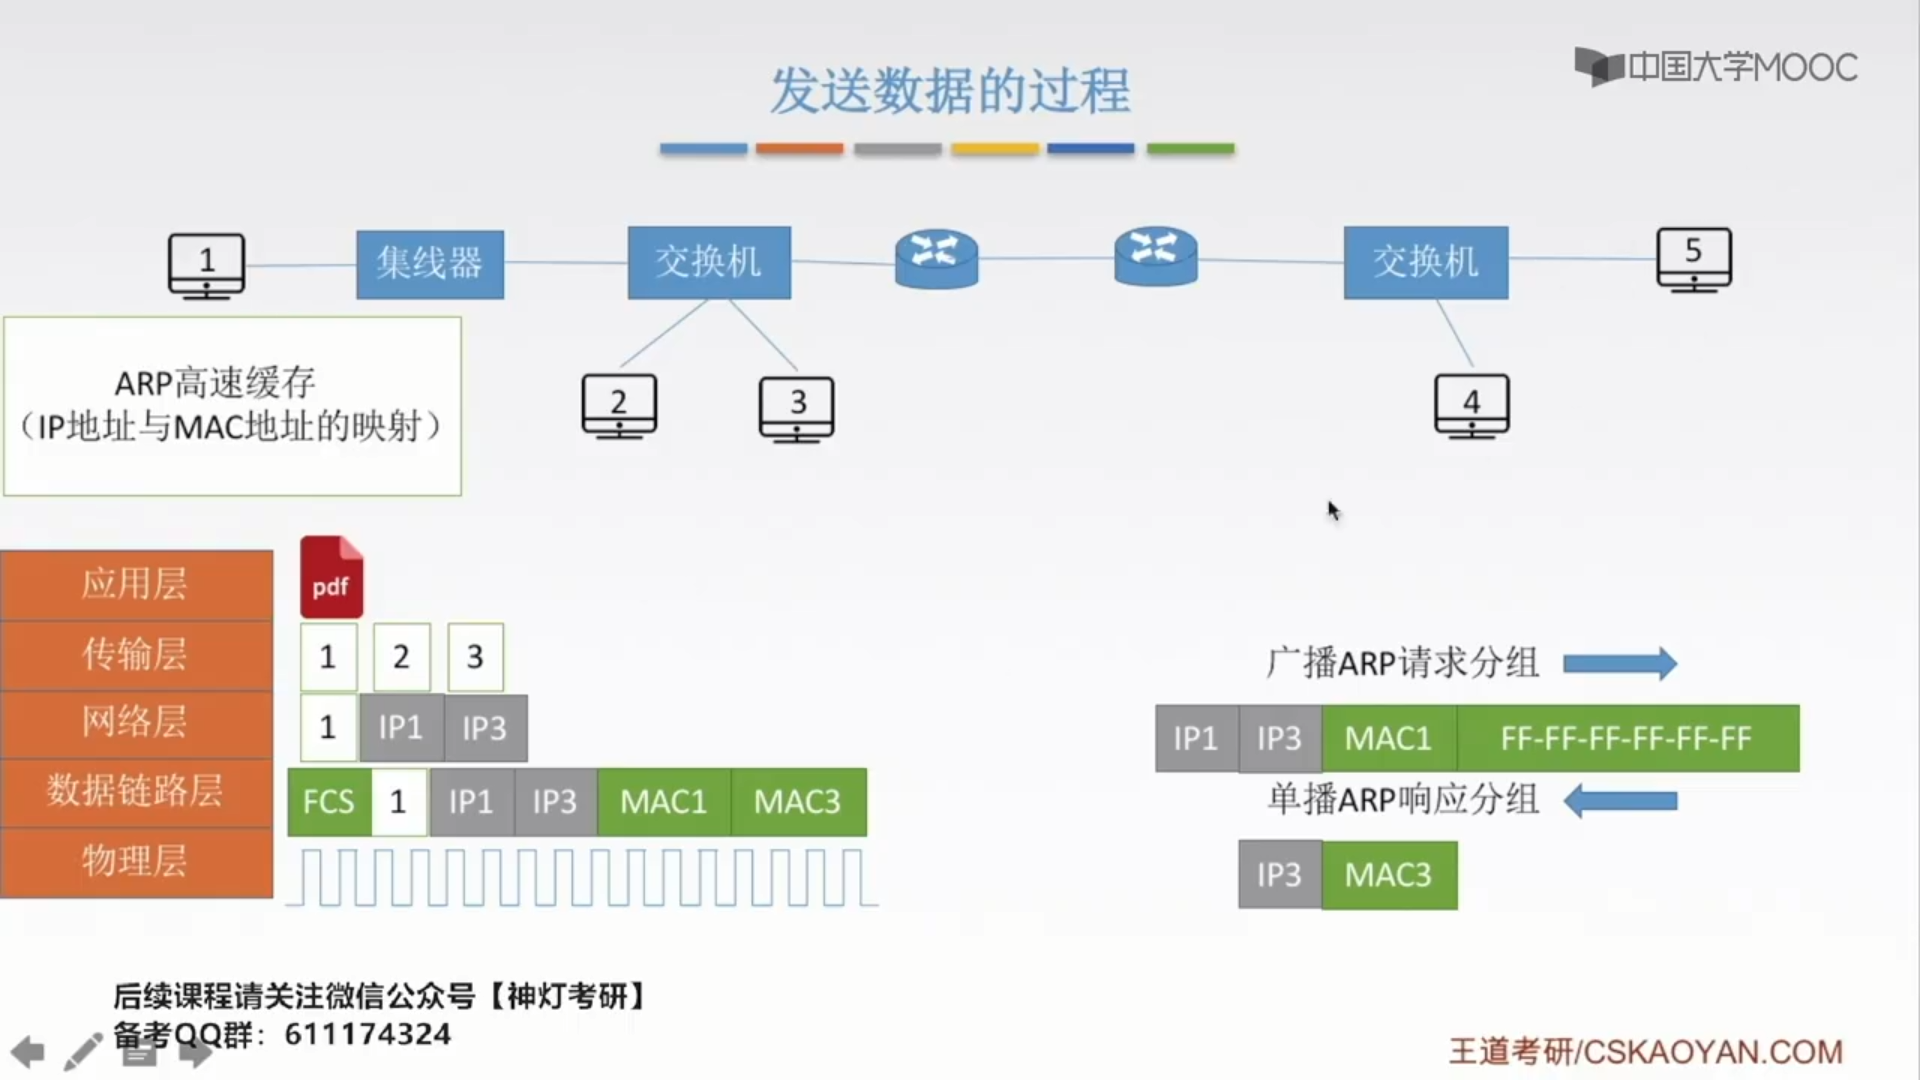 中国大学MOOC
发送数据的过程
1
集线器
交换机
交换机
5
2
3
4
ARP高速缓存
（IP地址与MAC地址的映射）
应用层
pdf
传输层
1 2 3
网络层
1 IP1 IP3
数据链路层
FCS 1 IP1 IP3 MAC1 MAC3
物理层
广播ARP请求分组
IP1 IP3 MAC1 FF-FF-FF-FF-FF-FF
单播ARP响应分组
IP3 MAC3
后续课程请关注微信公众号【神灯考研】
备考QQ群：611174324
王道考研/CSKAOYAN.COM